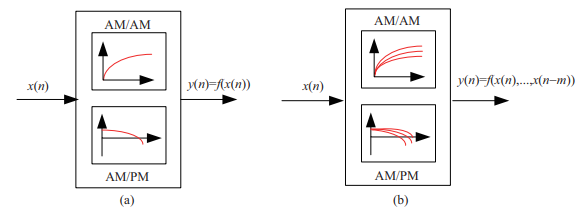 AM/AM
x(n)
y(n)=f(x(n))
AM/PM
(a)
AM/AM
x(n)
y(n)=f(x(n),...,x(n−m))
AM/PM
(b)